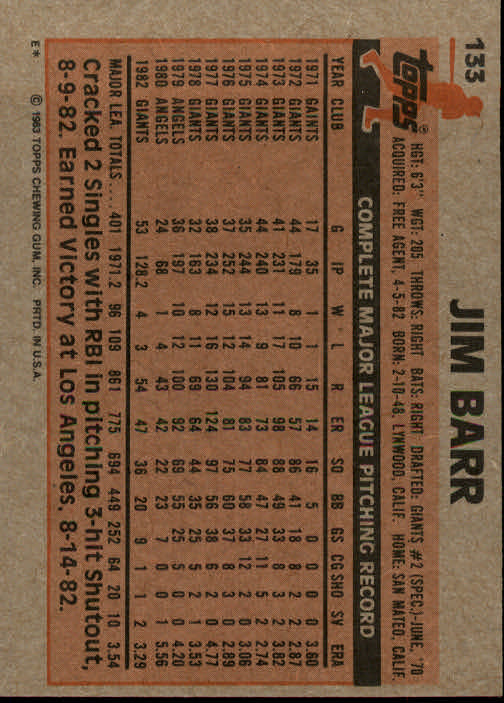 133
topps®
JIM BARR
HGT: 6'3" WGT: 205 THROWS: RIGHT BATS: RIGHT DRAFTED: GIANTS #2 (SPEC.)-JUNE, '70
ACQUIRED: FREE AGENT, 4-5-82 BORN: 2-10-48, LYNWOOD, CALIF. HOME: SAN MATEO, CALIF.
COMPLETE MAJOR LEAGUE PITCHING RECORD
YEAR CLUB G IP W L R ER SO BB GS CG SHO SV ERA
1971 GAINTS 17 35 1 1 15 14 16 5 0 0 0 0 3.60
1972 GIANTS 44 179 8 10 66 57 86 41 18 8 2 2 2.87
1973 GIANTS 41 231 11 17 105 98 88 49 33 8 3 2 3.82
1974 GIANTS 44 240 13 9 81 73 84 47 27 11 5 2 2.74
1975 GIANTS 35 244 13 14 94 83 77 58 33 12 2 0 3.06
1976 GIANTS 37 252 15 12 104 81 75 60 37 8 3 0 2.89
1977 GIANTS 38 234 12 16 130 124 97 56 38 6 2 0 4.77
1978 GIANTS 32 163 8 11 69 64 44 35 25 5 2 1 3.53
1979 ANGELS 36 197 10 12 100 92 69 55 25 5 0 0 4.20
1980 ANGELS 24 68 1 4 43 42 22 23 7 0 0 1 5.56
1982 GIANTS 53 128.2 4 3 54 47 36 20 9 1 1 2 3.29
MAJOR LEA. TOTALS .... 401 1971.2 96 109 861 775 694 449 252 64 20 10 3.54
Cracked 2 Singles with RBI in pitching 3-hit Shutout,
8-9-82. Earned Victory at Los Angeles, 8-14-82.
E* © 1983 TOPPS CHEWING GUM, INC. PRTD. IN U.S.A.